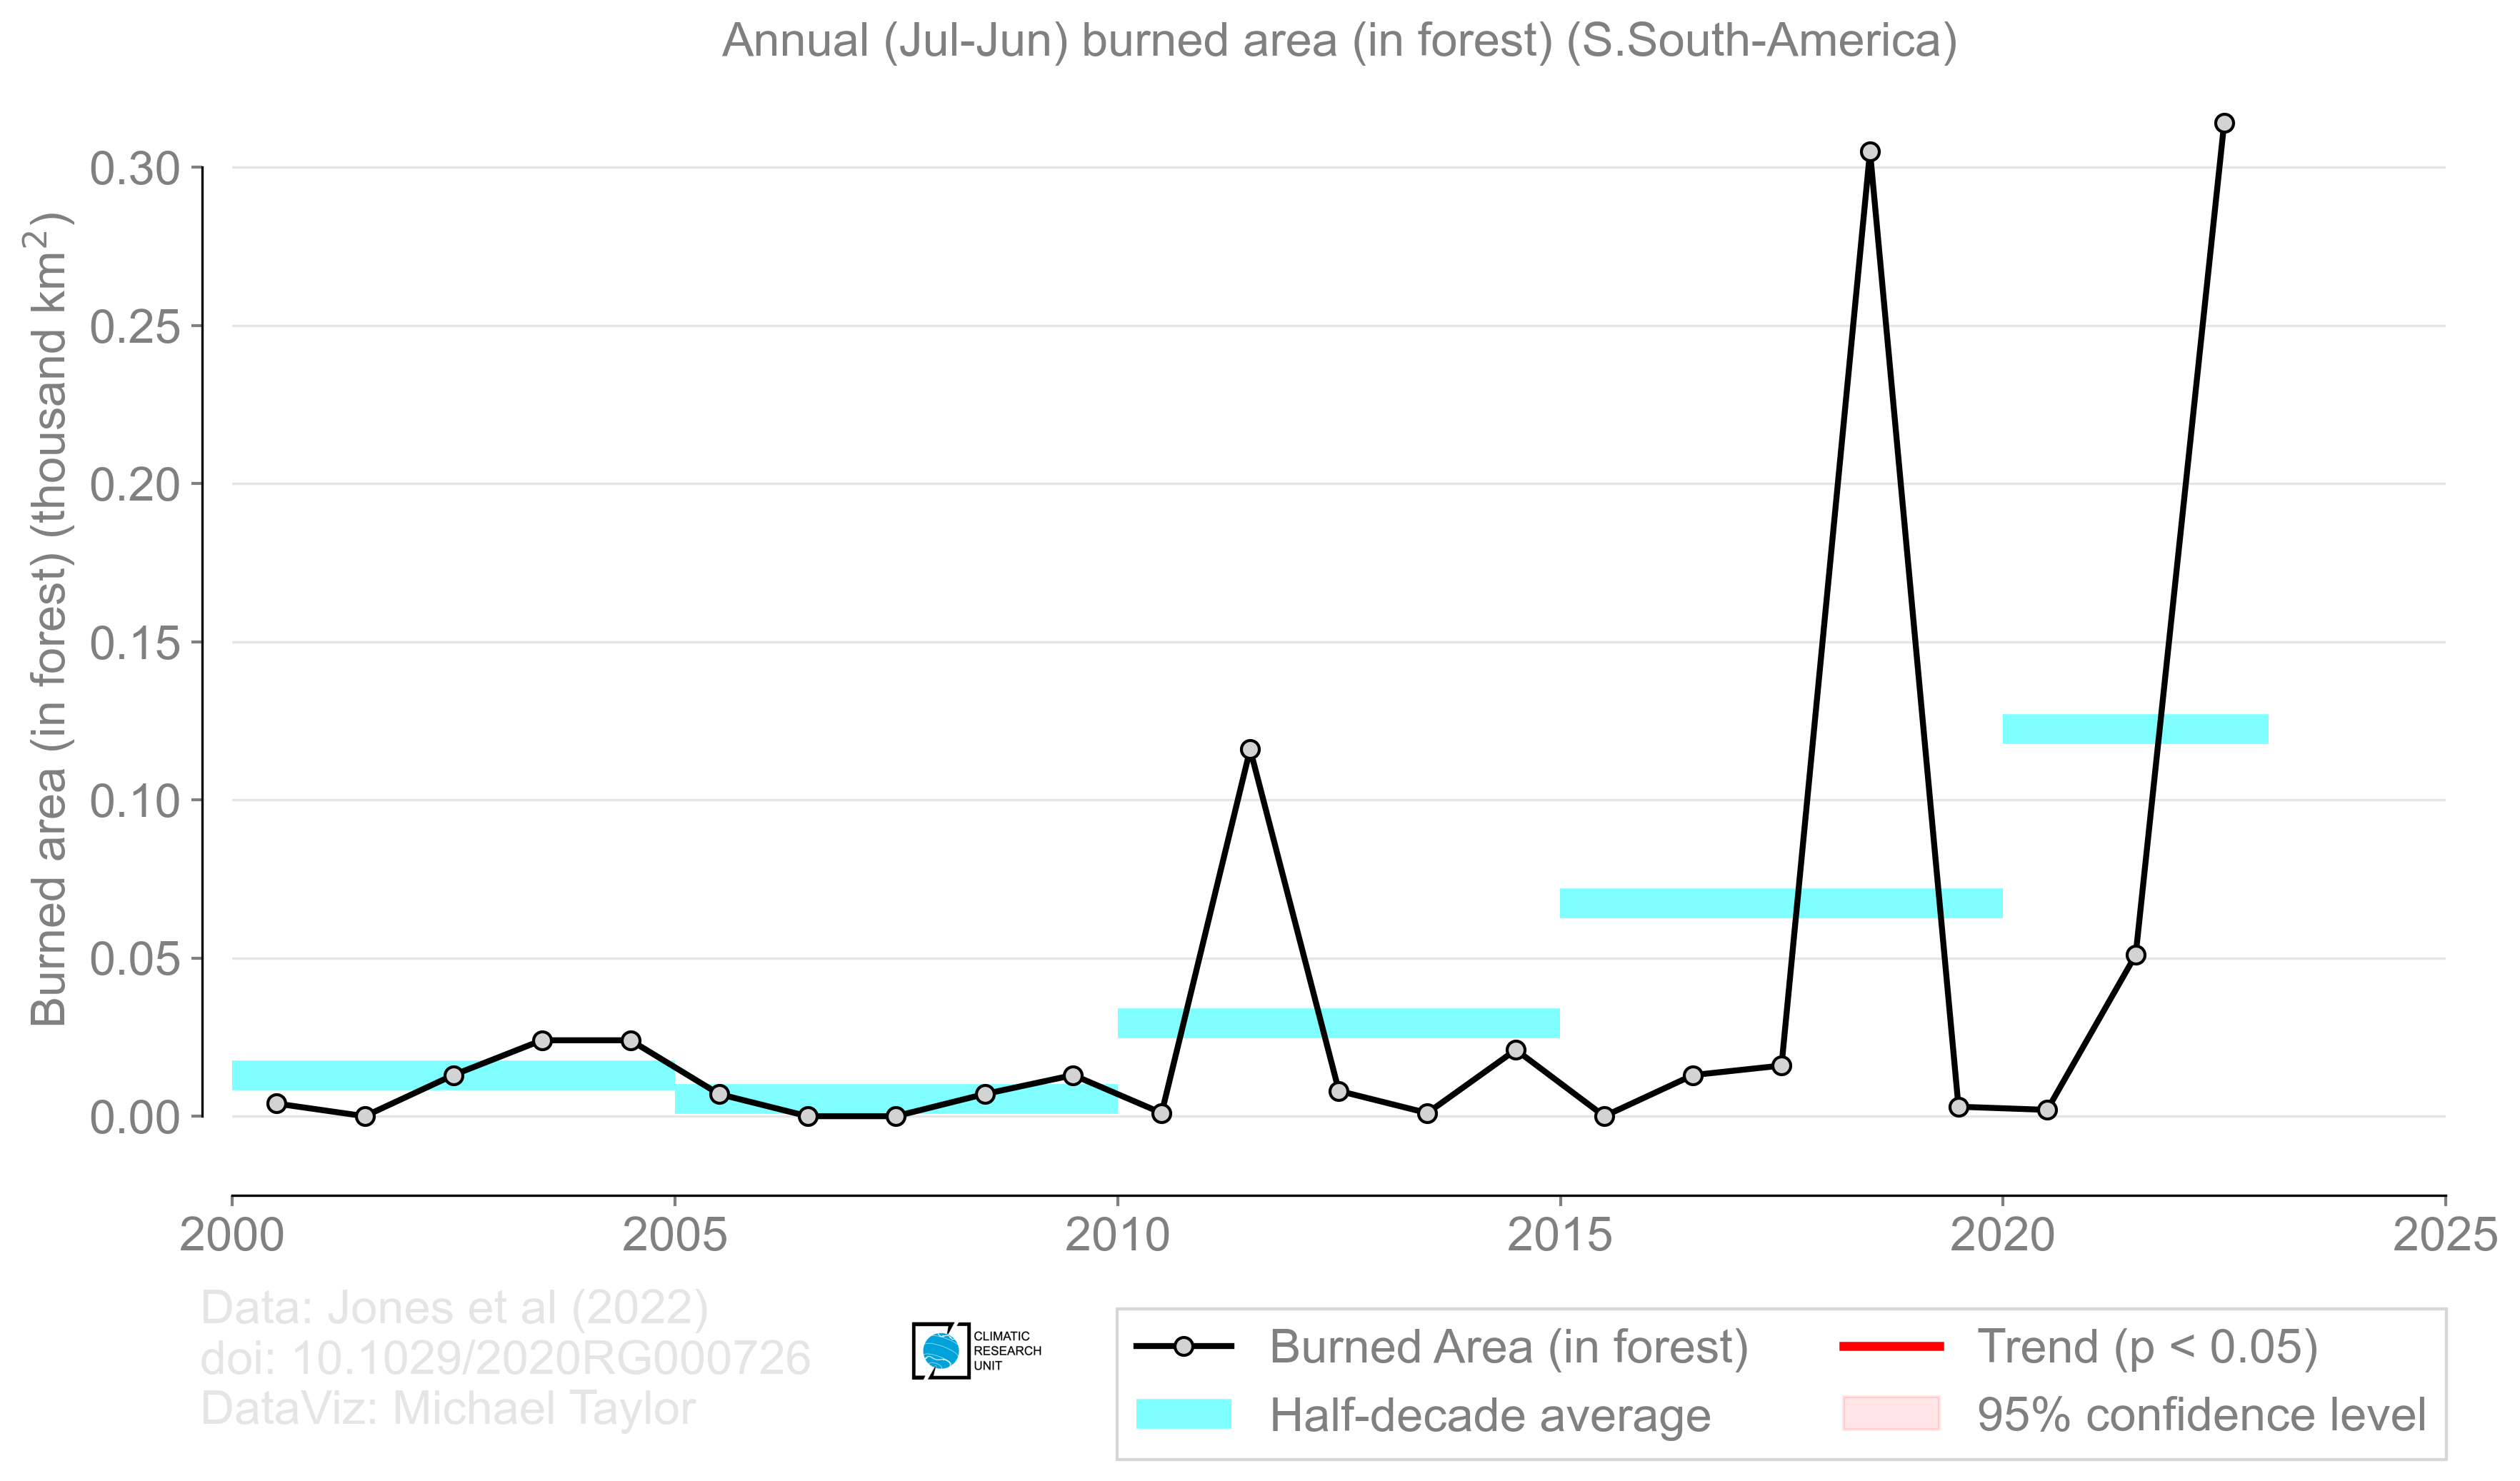 Annual (Jul-Jun) burned area (in forest) (S.South-America)
Burned area (in forest) (thousand km²)
0.30
0.25
0.20
0.15
0.10
0.05
0.00
2000 2005 2010 2015 2020 2025
Data: Jones et al (2022)
doi: 10.1029/2020RG000726
DataViz: Michael Taylor
CLIMATIC
RESEARCH
UNIT
Burned Area (in forest)
Half-decade average
Trend (p < 0.05)
95% confidence level